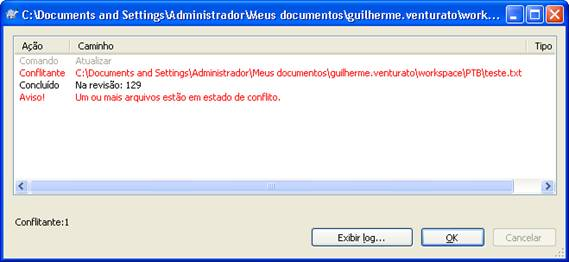 C:\Documents and Settings\Administrador\Meus documentos\guilherme.venturato\work...
Ação Caminho Tipo
Comando Atualizar
Conflitante C:\Documents and Settings\Administrador\Meus documentos\guilherme.venturato\workspace\PTB\teste.txt
Concluído Na revisão: 129
Aviso! Um ou mais arquivos estão em estado de conflito.
Conflitante:1
Exibir log... OK Cancelar